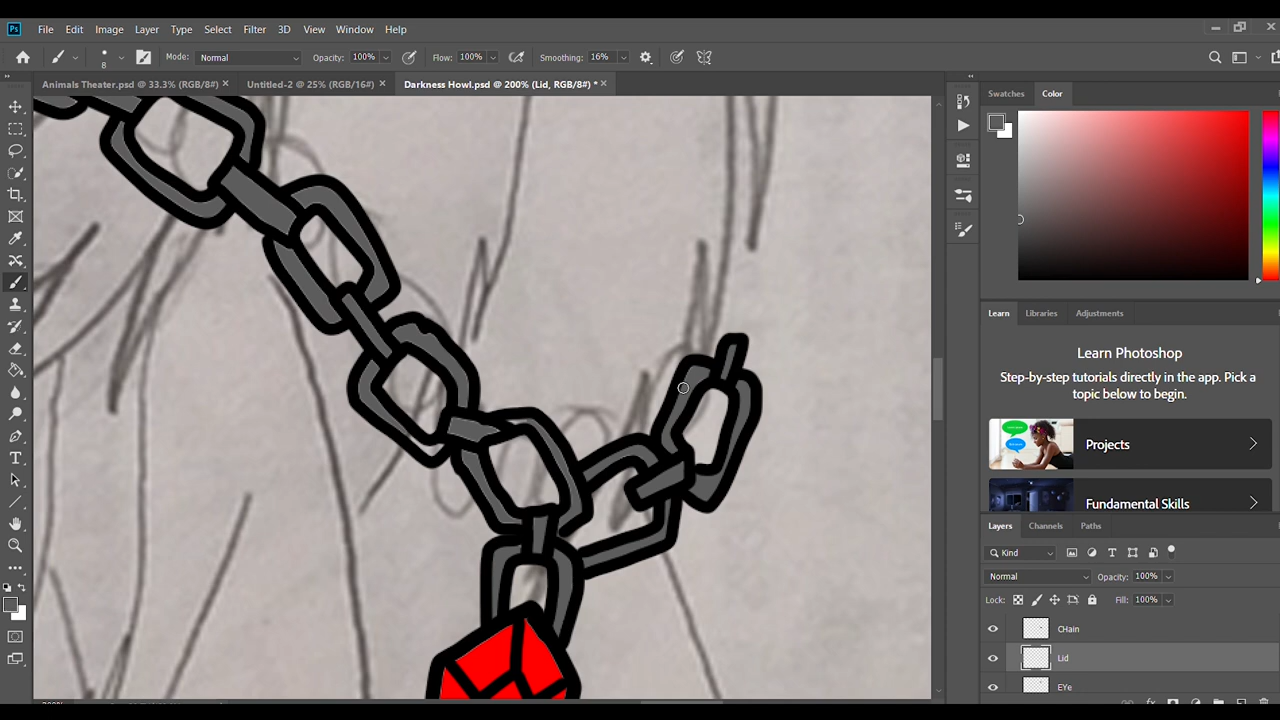 Ps File Edit Image Layer Type Select Filter 3D View Window Help
8 Mode: Normal Opacity: 100% Flow: 100% Smoothing: 16%
Animals Theater.psd @ 33.3% (RGB/8#) × Untitled-2 @ 25% (RGB/16#) × Darkness Howl.psd @ 200% (Lid, RGB/8#) * ×
Swatches Color
Learn Libraries Adjustments
Learn Photoshop
Step-by-step tutorials directly in the app. Pick a
topic below to begin.
Projects
Fundamental Skills
Layers Channels Paths
Kind
Normal Opacity: 100%
Lock: Fill: 100%
CHain
Lid
EYe